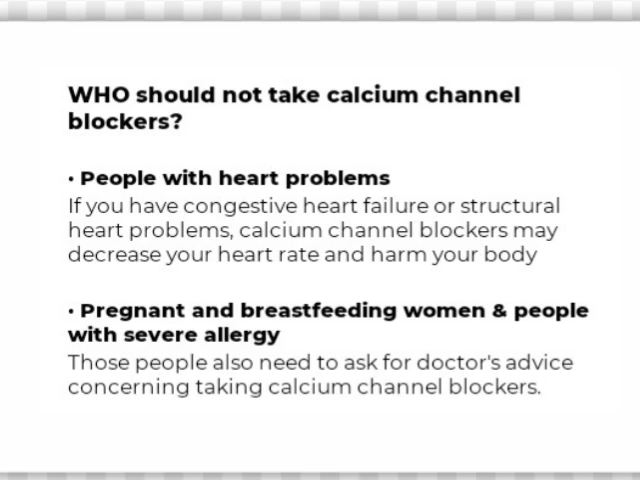 WHO should not take calcium channel
blockers?
• People with heart problems
If you have congestive heart failure or structural
heart problems, calcium channel blockers may
decrease your heart rate and harm your body
• Pregnant and breastfeeding women & people
with severe allergy
Those people also need to ask for doctor's advice
concerning taking calcium channel blockers.